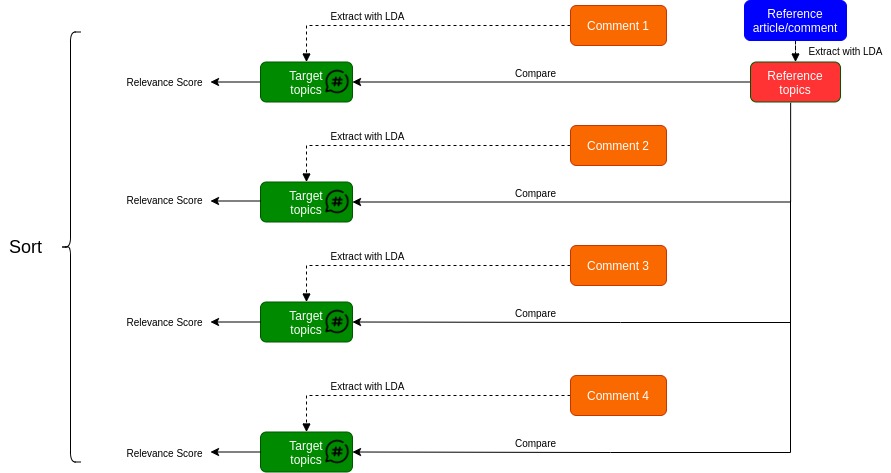 Extract with LDA
Comment 1
Reference
article/comment
Extract with LDA
Relevance Score
Target
topics
#
Compare
Reference
topics
Extract with LDA
Comment 2
Relevance Score
Target
topics
#
Compare
Sort
Extract with LDA
Comment 3
Relevance Score
Target
topics
#
Compare
Extract with LDA
Comment 4
Relevance Score
Target
topics
#
Compare